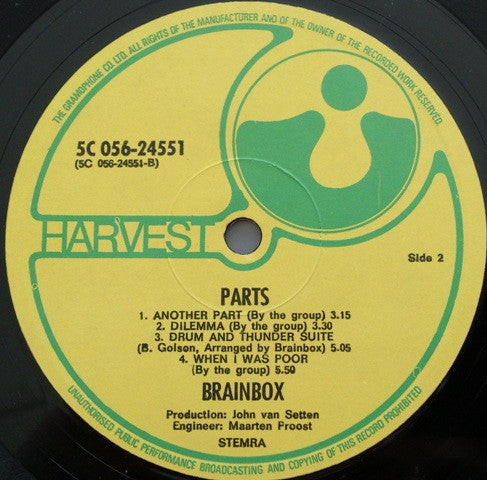 THE GRAMOPHONE CO. LTD. ALL RIGHTS OF THE MANUFACTURER AND OF THE OWNER OF THE RECORDED WORK RESERVED.
5C 056-24551
(5C 056-24551-B)
HARVEST
Side 2
PARTS
1. ANOTHER PART (By the group) 3.15
2. DILEMMA (By the group) 3.30
3. DRUM AND THUNDER SUITE
(B. Golson, Arranged by Brainbox) 5.05
4. WHEN I WAS POOR
(By the group) 5.50
BRAINBOX
Production: John van Setten
Engineer: Maarten Proost
STEMRA
UNAUTHORISED PUBLIC PERFORMANCE BROADCASTING AND COPYING OF THIS RECORD PROHIBITED